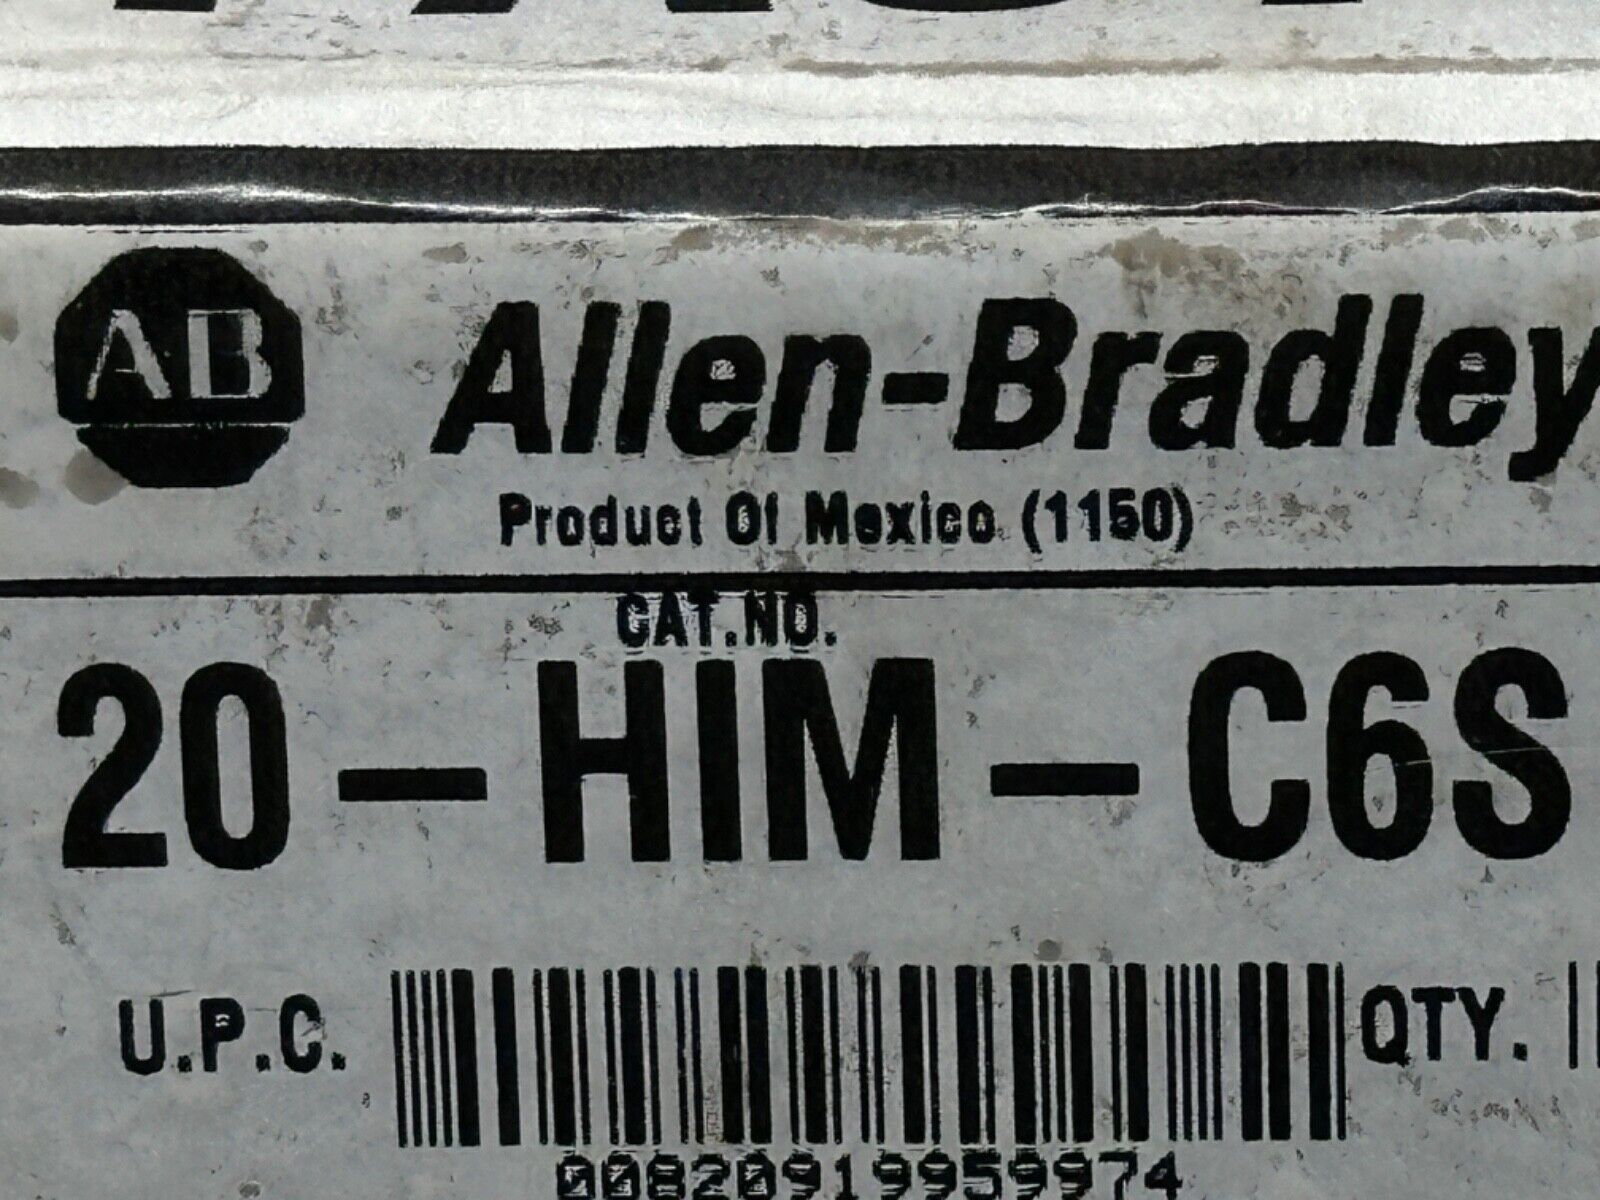 AB
Allen-Bradley
Product Of Mexico (1150)
CAT.NO.
20-HIM-C6S
U.P.C.
QTY.
00820919959974